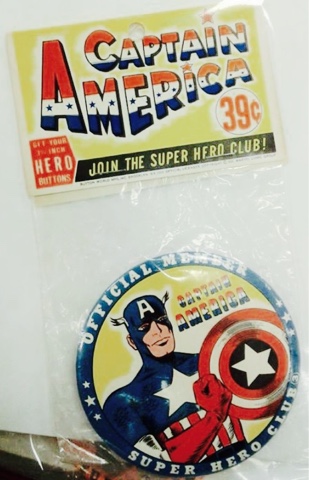 CAPTAIN
AMERICA
39¢
GET YOUR
HERO
BUTTONS
JOIN THE SUPER HERO CLUB!
OFFICIAL MEMBER
CAPTAIN
AMERICA
A
SUPER HERO CLUB